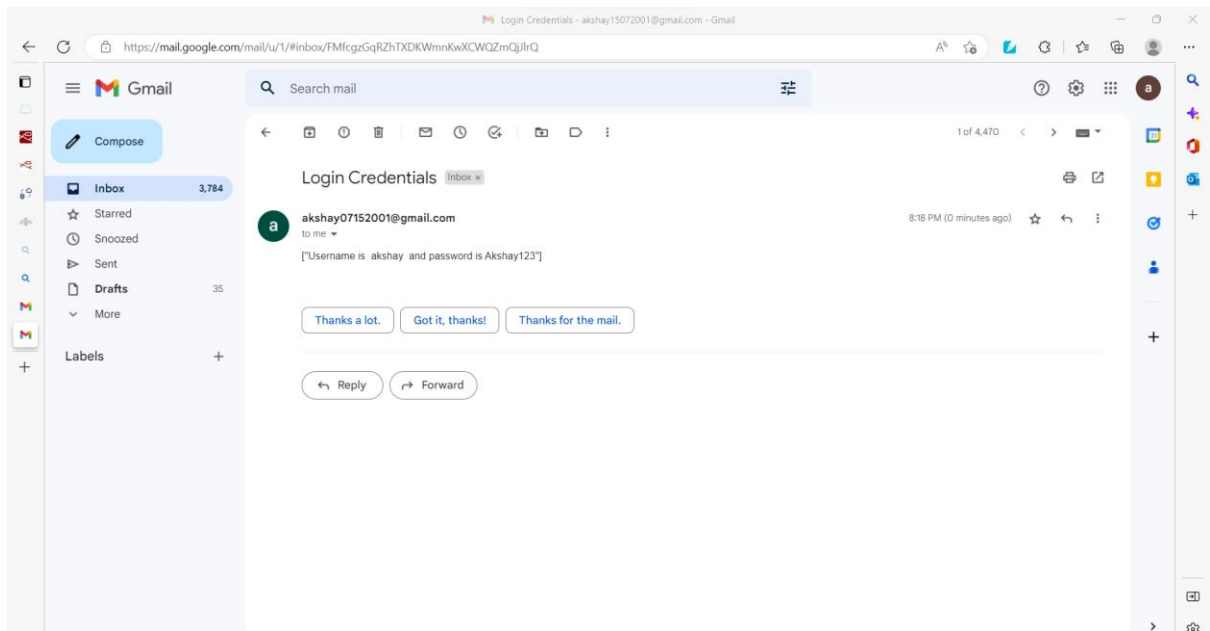 Login Credentials - akshay15072001@gmail.com - Gmail
https://mail.google.com/mail/u/1/#inbox/FMfcgzGqRZhTXDKWmnKwXCWQZmQjJlrQ
Gmail
Search mail
a
Compose
1 of 4,470
Inbox 3,784
Starred
Snoozed
Sent
Drafts 35
More
Labels
Login Credentials Inbox x
a
akshay07152001@gmail.com
8:18 PM (0 minutes ago)
to me
["Username is akshay and password is Akshay123"]
Thanks a lot.
Got it, thanks!
Thanks for the mail.
Reply
Forward